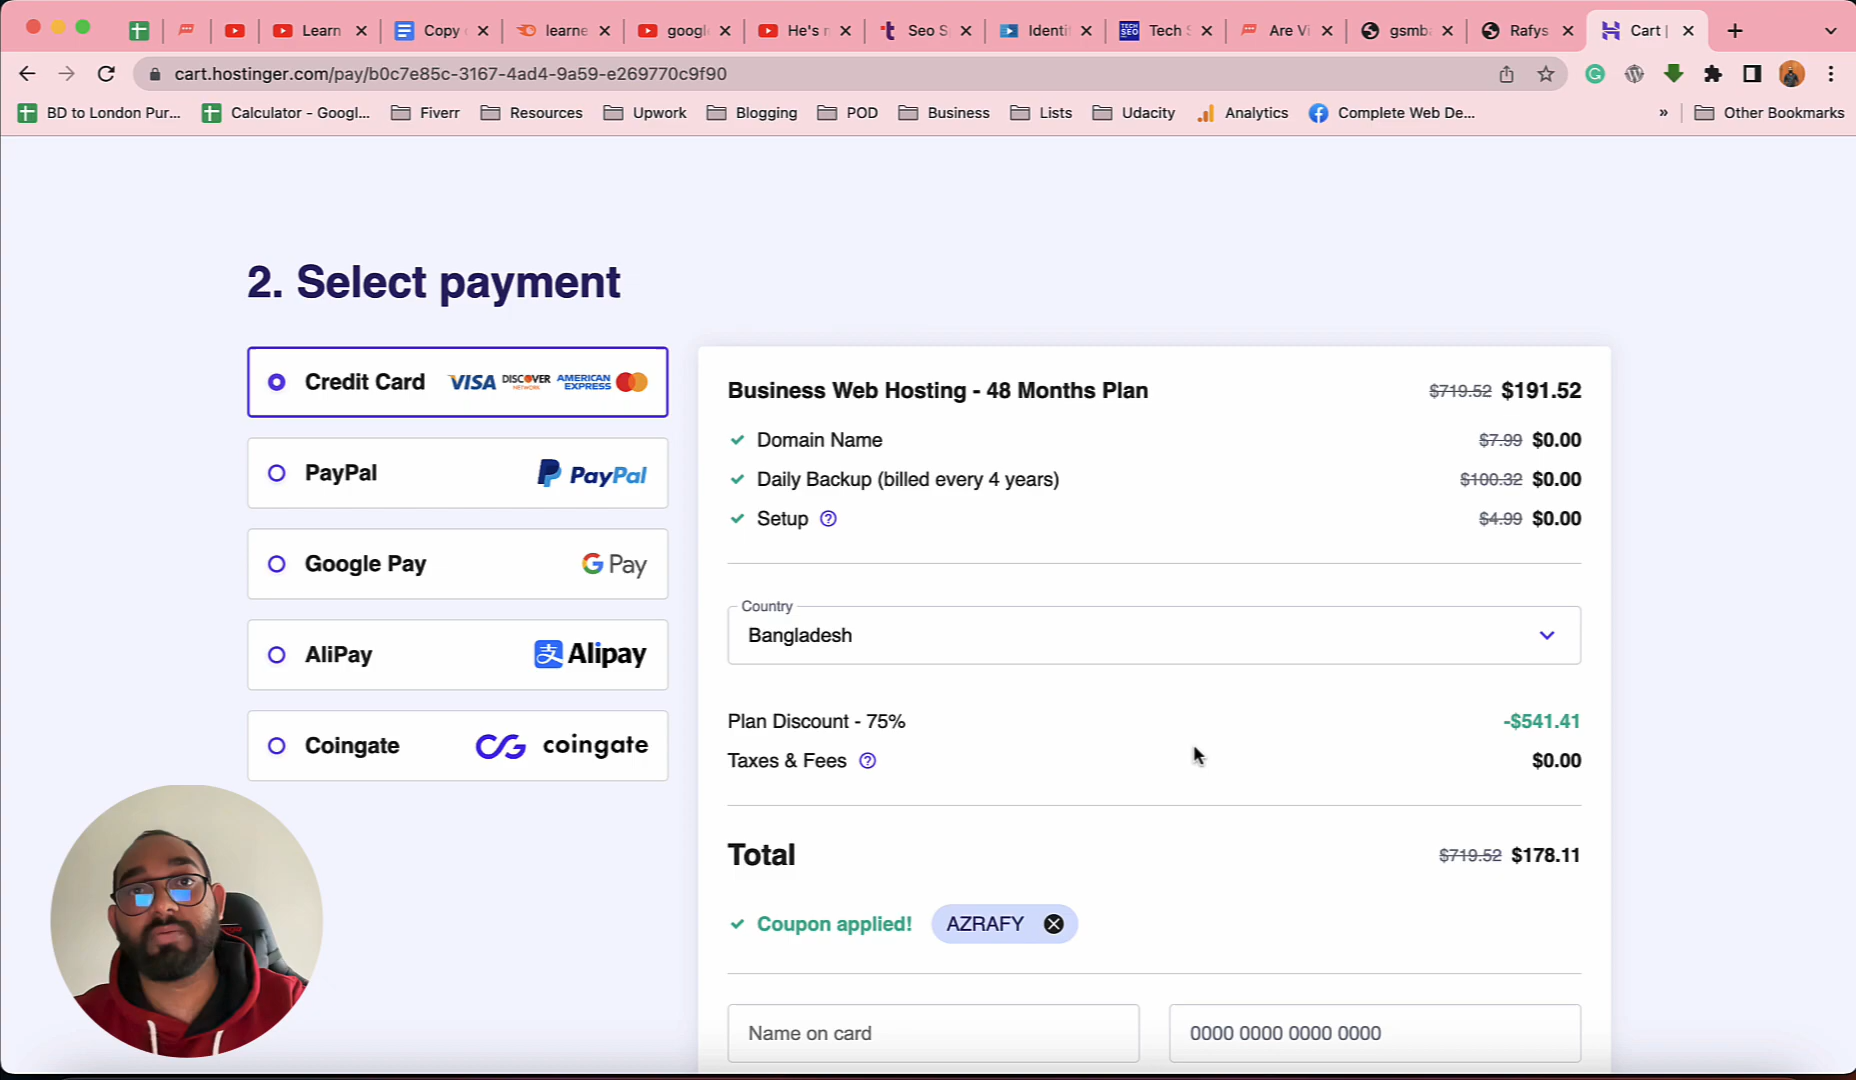 Learn
Copy
learne
googl
He's n
Seo S
Identi
TECH SEO
Tech S
Are Vi
gsmba
Rafys
Cart |
cart.hostinger.com/pay/b0c7e85c-3167-4ad4-9a59-e269770c9f90
BD to London Pur...
Calculator - Googl...
Fiverr
Resources
Upwork
Blogging
POD
Business
Lists
Udacity
Analytics
Complete Web De...
»
Other Bookmarks
2. Select payment
Credit Card VISA DISCOVER NETWORK AMERICAN EXPRESS
PayPal PayPal
Google Pay G Pay
AliPay 支 Alipay
Coingate CG coingate
Business Web Hosting - 48 Months Plan $719.52 $191.52
Domain Name $7.99 $0.00
Daily Backup (billed every 4 years) $100.32 $0.00
Setup $4.99 $0.00
Country
Bangladesh
Plan Discount - 75% -$541.41
Taxes & Fees $0.00
Total $719.52 $178.11
Coupon applied! AZRAFY
Name on card 0000 0000 0000 0000